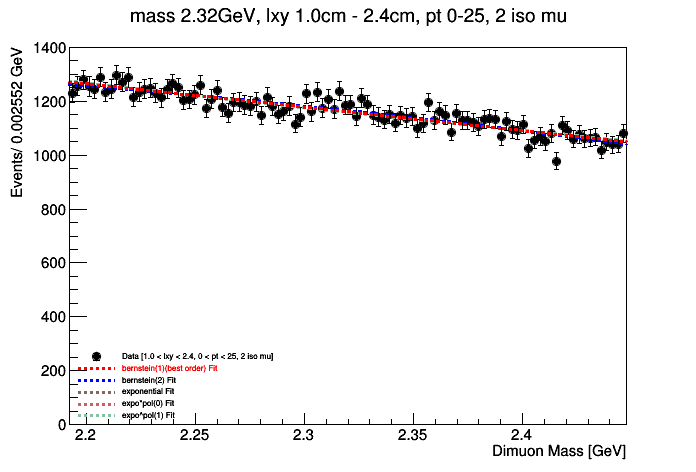 mass 2.32GeV, lxy 1.0cm - 2.4cm, pt 0-25, 2 iso mu
Events/ 0.002552 GeV
1400
1200
1000
800
600
400
200
0
Data [1.0 < lxy < 2.4, 0 < pt < 25, 2 iso mu]
bernstein(1)(best order) Fit
bernstein(2) Fit
exponential Fit
expo*pol(0) Fit
expo*pol(1) Fit
2.2 2.25 2.3 2.35 2.4
Dimuon Mass [GeV]